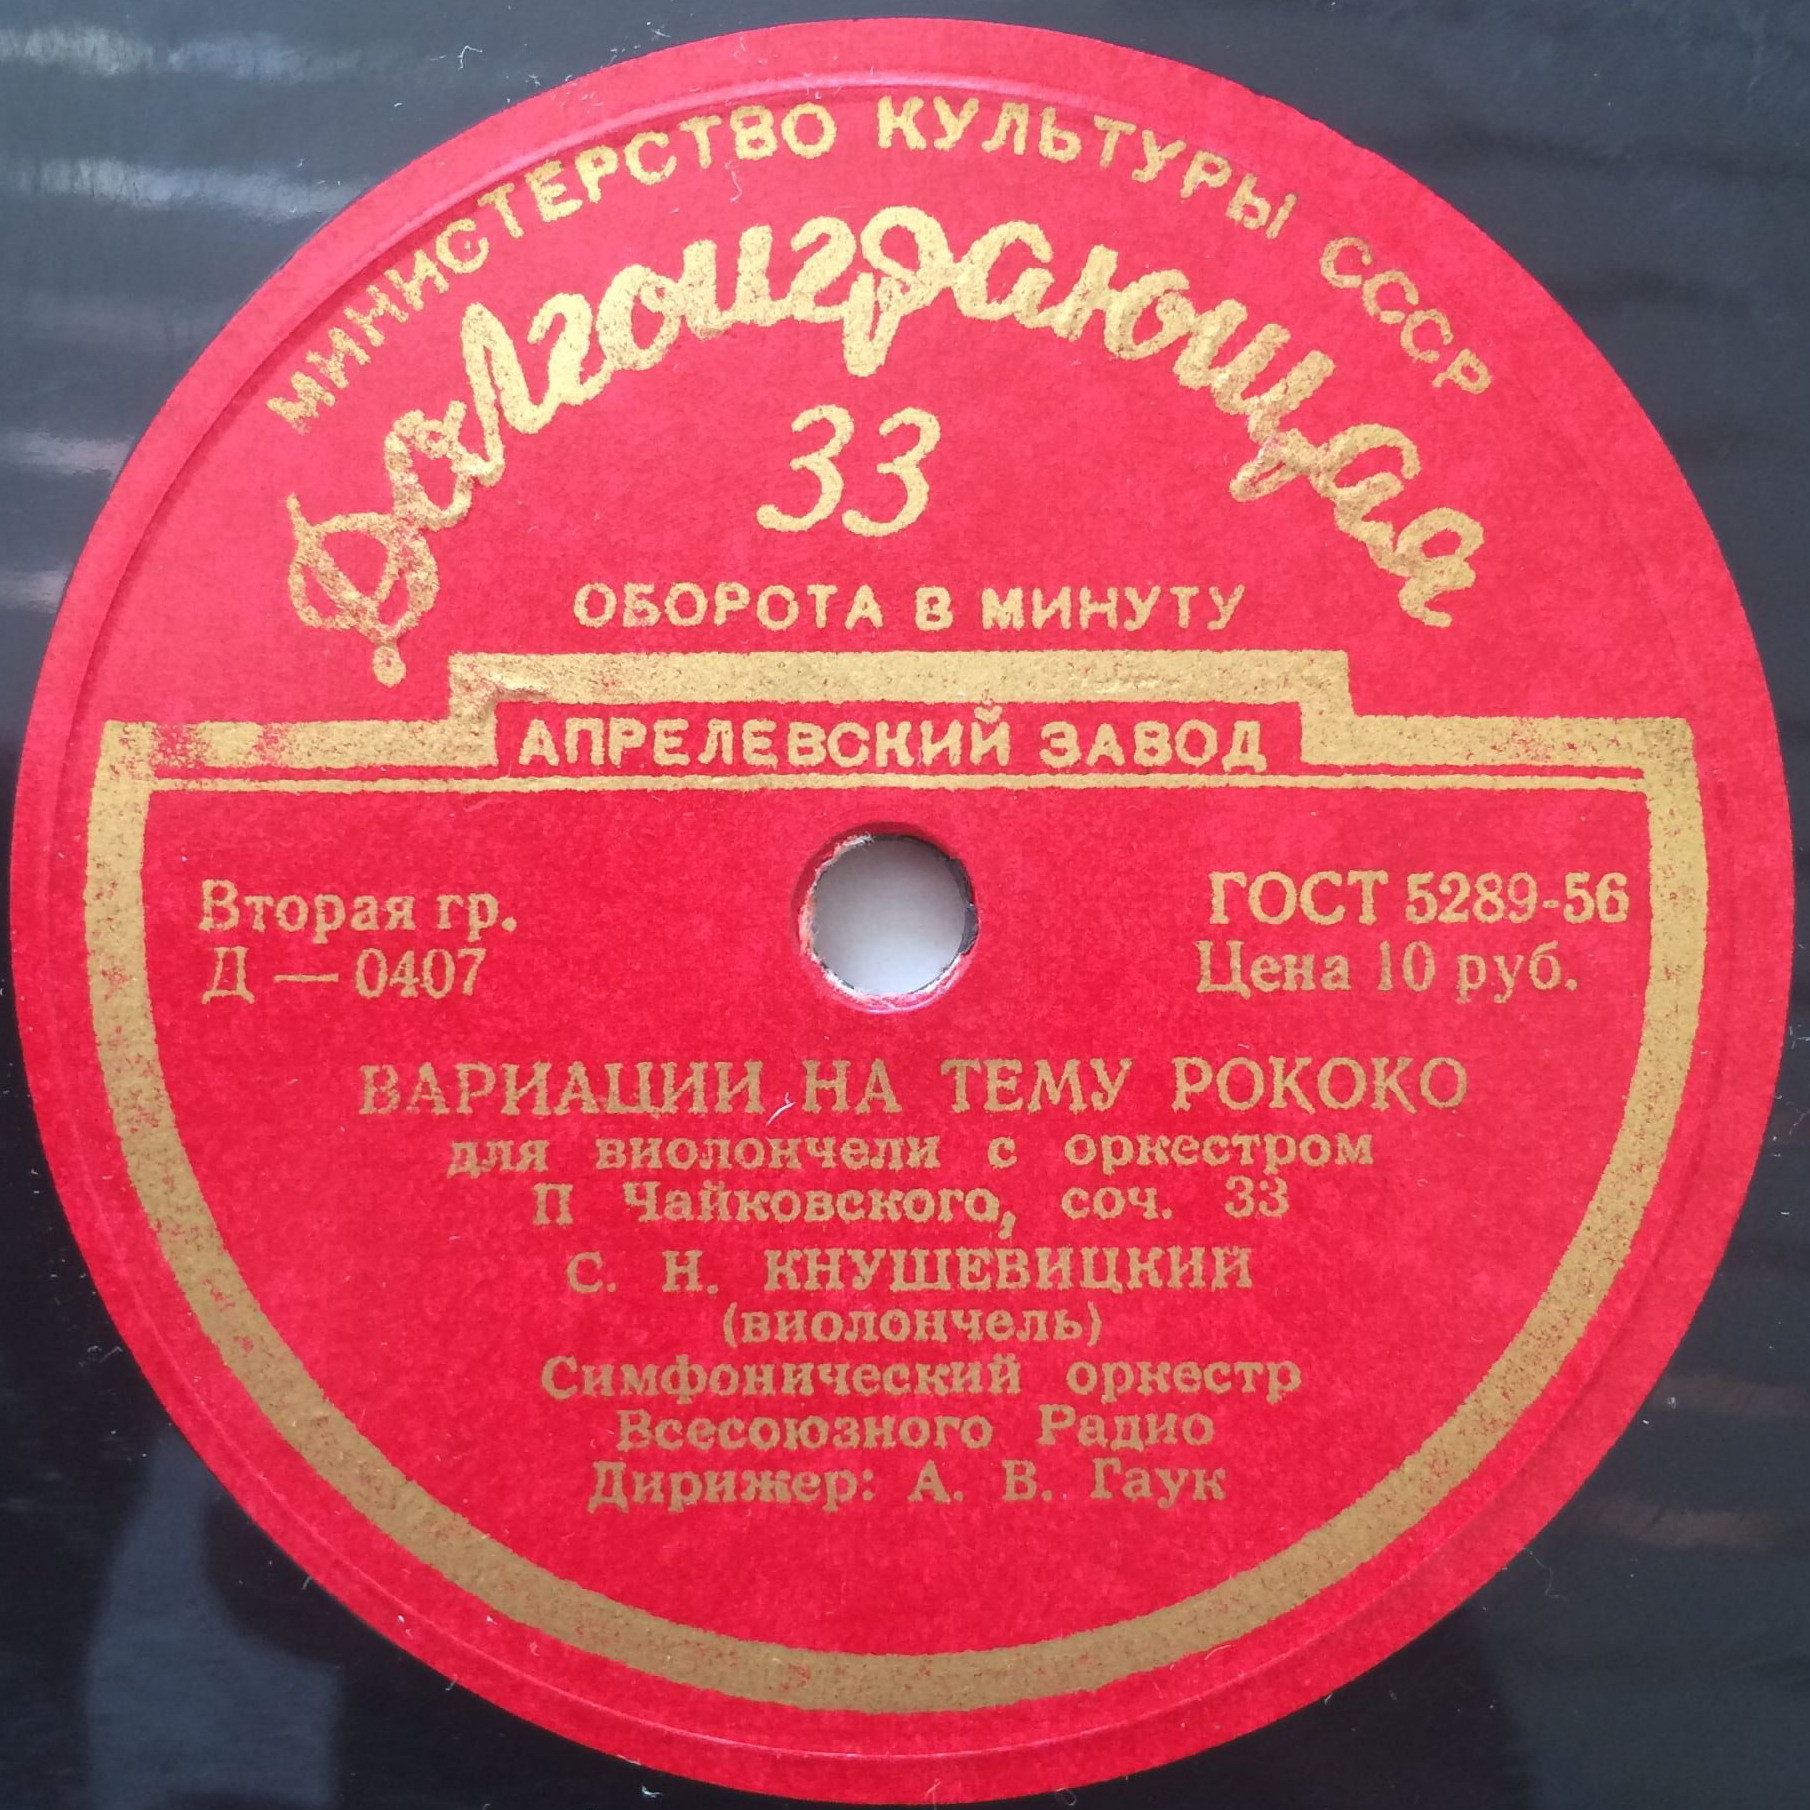 МИНИСТЕРСТВО КУЛЬТУРЫ СССР
Долгоиграющая
33
ОБОРОТА В МИНУТУ
АПРЕЛЕВСКИЙ ЗАВОД
Вторая гр.
Д — 0407
ГОСТ 5289-56
Цена 10 руб.
ВАРИАЦИИ НА ТЕМУ РОКОКО
для виолончели с оркестром
П Чайковского, соч. 33
С. Н. КНУШЕВИЦКИЙ
(виолончель)
Симфонический оркестр
Всесоюзного Радио
Дирижер: А. В. Гаук